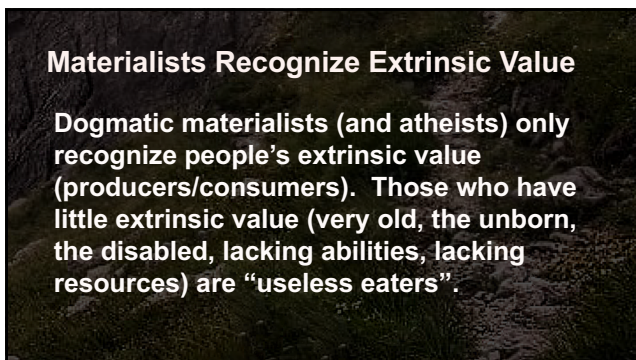 Materialists Recognize Extrinsic Value
Dogmatic materialists (and atheists) only
recognize people’s extrinsic value
(producers/consumers).  Those who have
little extrinsic value (very old, the unborn,
the disabled, lacking abilities, lacking
resources) are “useless eaters”.